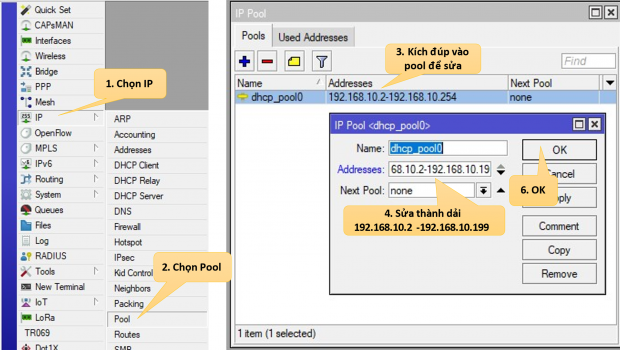 Quick Set
CAPsMAN
Interfaces
Wireless
Bridge
PPP
Mesh
IP
OpenFlow
MPLS
IPv6
Routing
System
Queues
Files
Log
RADIUS
Tools
New Terminal
IoT
LoRa
TR069
Dot1X
1. Chọn IP
ARP
Accounting
Addresses
DHCP Client
DHCP Relay
DHCP Server
DNS
Firewall
Hotspot
IPsec
Kid Control
Neighbors
Packing
Pool
Routes
SMB
2. Chọn Pool
IP Pool
Pools Used Addresses
3. Kích đúp vào
pool để sửa
Find
Name Addresses Next Pool
dhcp_pool0 192.168.10.2-192.168.10.254 none
IP Pool <dhcp_pool0>
Name: dhcp_pool0
Addresses: 68.10.2-192.168.10.19
Next Pool: none
OK
Cancel
Apply
Comment
Copy
Remove
6. OK
4. Sửa thành dải
192.168.10.2 -192.168.10.199
1 item (1 selected)